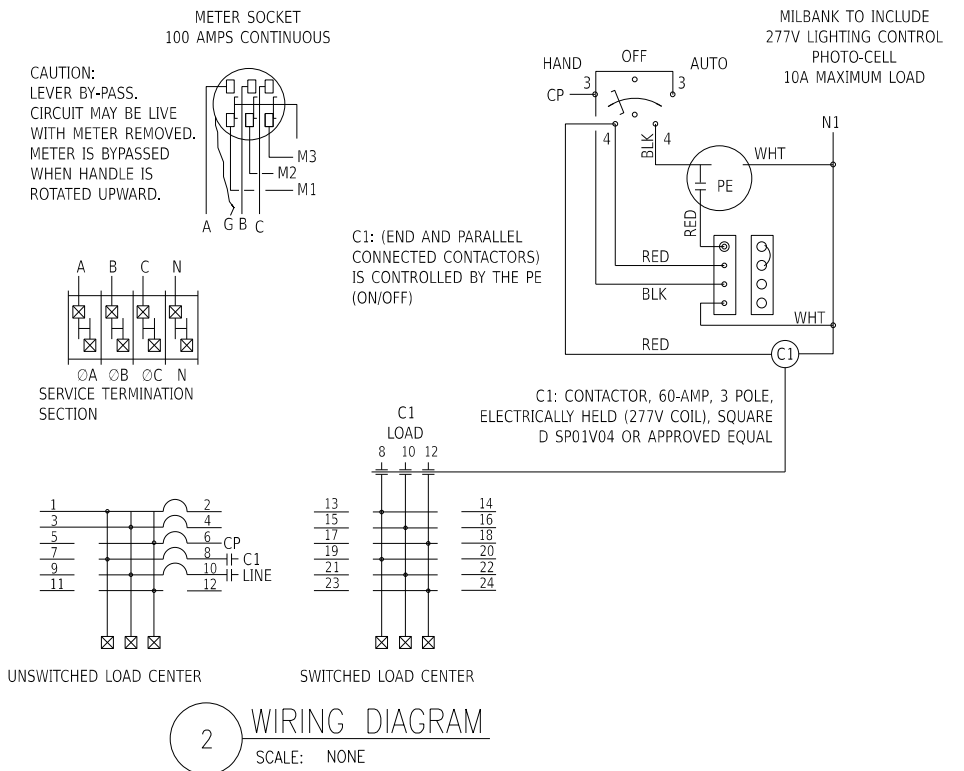 METER SOCKET
100 AMPS CONTINUOUS
CAUTION:
LEVER BY-PASS.
CIRCUIT MAY BE LIVE
WITH METER REMOVED.
METER IS BYPASSED
WHEN HANDLE IS
ROTATED UPWARD.
M3
M2
M1
A G B C
MILBANK TO INCLUDE
277V LIGHTING CONTROL
PHOTO-CELL
10A MAXIMUM LOAD
HAND OFF AUTO
3 3
CP
4 4
BLK
N1
WHT
PE
RED
RED
BLK
WHT
RED
C1
C1: (END AND PARALLEL
CONNECTED CONTACTORS)
IS CONTROLLED BY THE PE
(ON/OFF)
A B C N
∅A ∅B ∅C N
SERVICE TERMINATION
SECTION
C1: CONTACTOR, 60-AMP, 3 POLE,
ELECTRICALLY HELD (277V COIL), SQUARE
D SP01V04 OR APPROVED EQUAL
C1
LOAD
8 10 12
1 2
3 4
5 6 CP
7 8 C1
9 10 LINE
11 12
UNSWITCHED LOAD CENTER
13 14
15 16
17 18
19 20
21 22
23 24
SWITCHED LOAD CENTER
2
WIRING DIAGRAM
SCALE: NONE